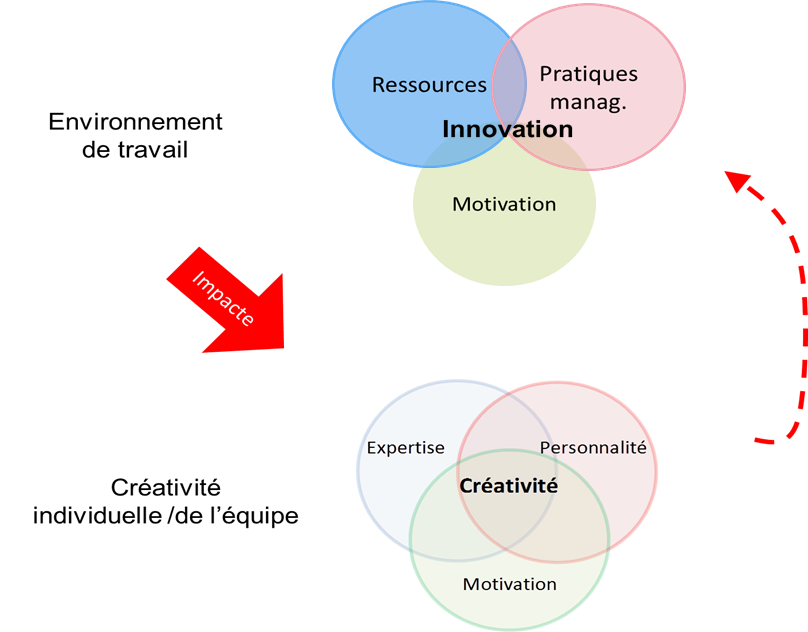 Ressources
Pratiques
manag.
Innovation
Environnement
de travail
Motivation
Impacte
Expertise
Personnalité
Créativité
Créativité
individuelle /de l’équipe
Motivation